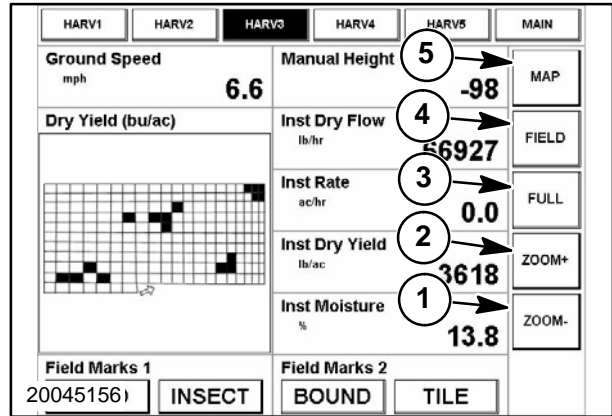 HARV1 HARV2 HARV3 HARV4 HARV5 MAIN
Ground Speed
mph
6.6
Manual Height
-98
5
MAP
Dry Yield (bu/ac)
Inst Dry Flow
lb/hr
66927
4
FIELD
Inst Rate
ac/hr
0.0
3
FULL
Inst Dry Yield
lb/ac
3618
2
ZOOM+
Inst Moisture
%
13.8
1
ZOOM-
Field Marks 1
Field Marks 2
20045156
INSECT BOUND TILE